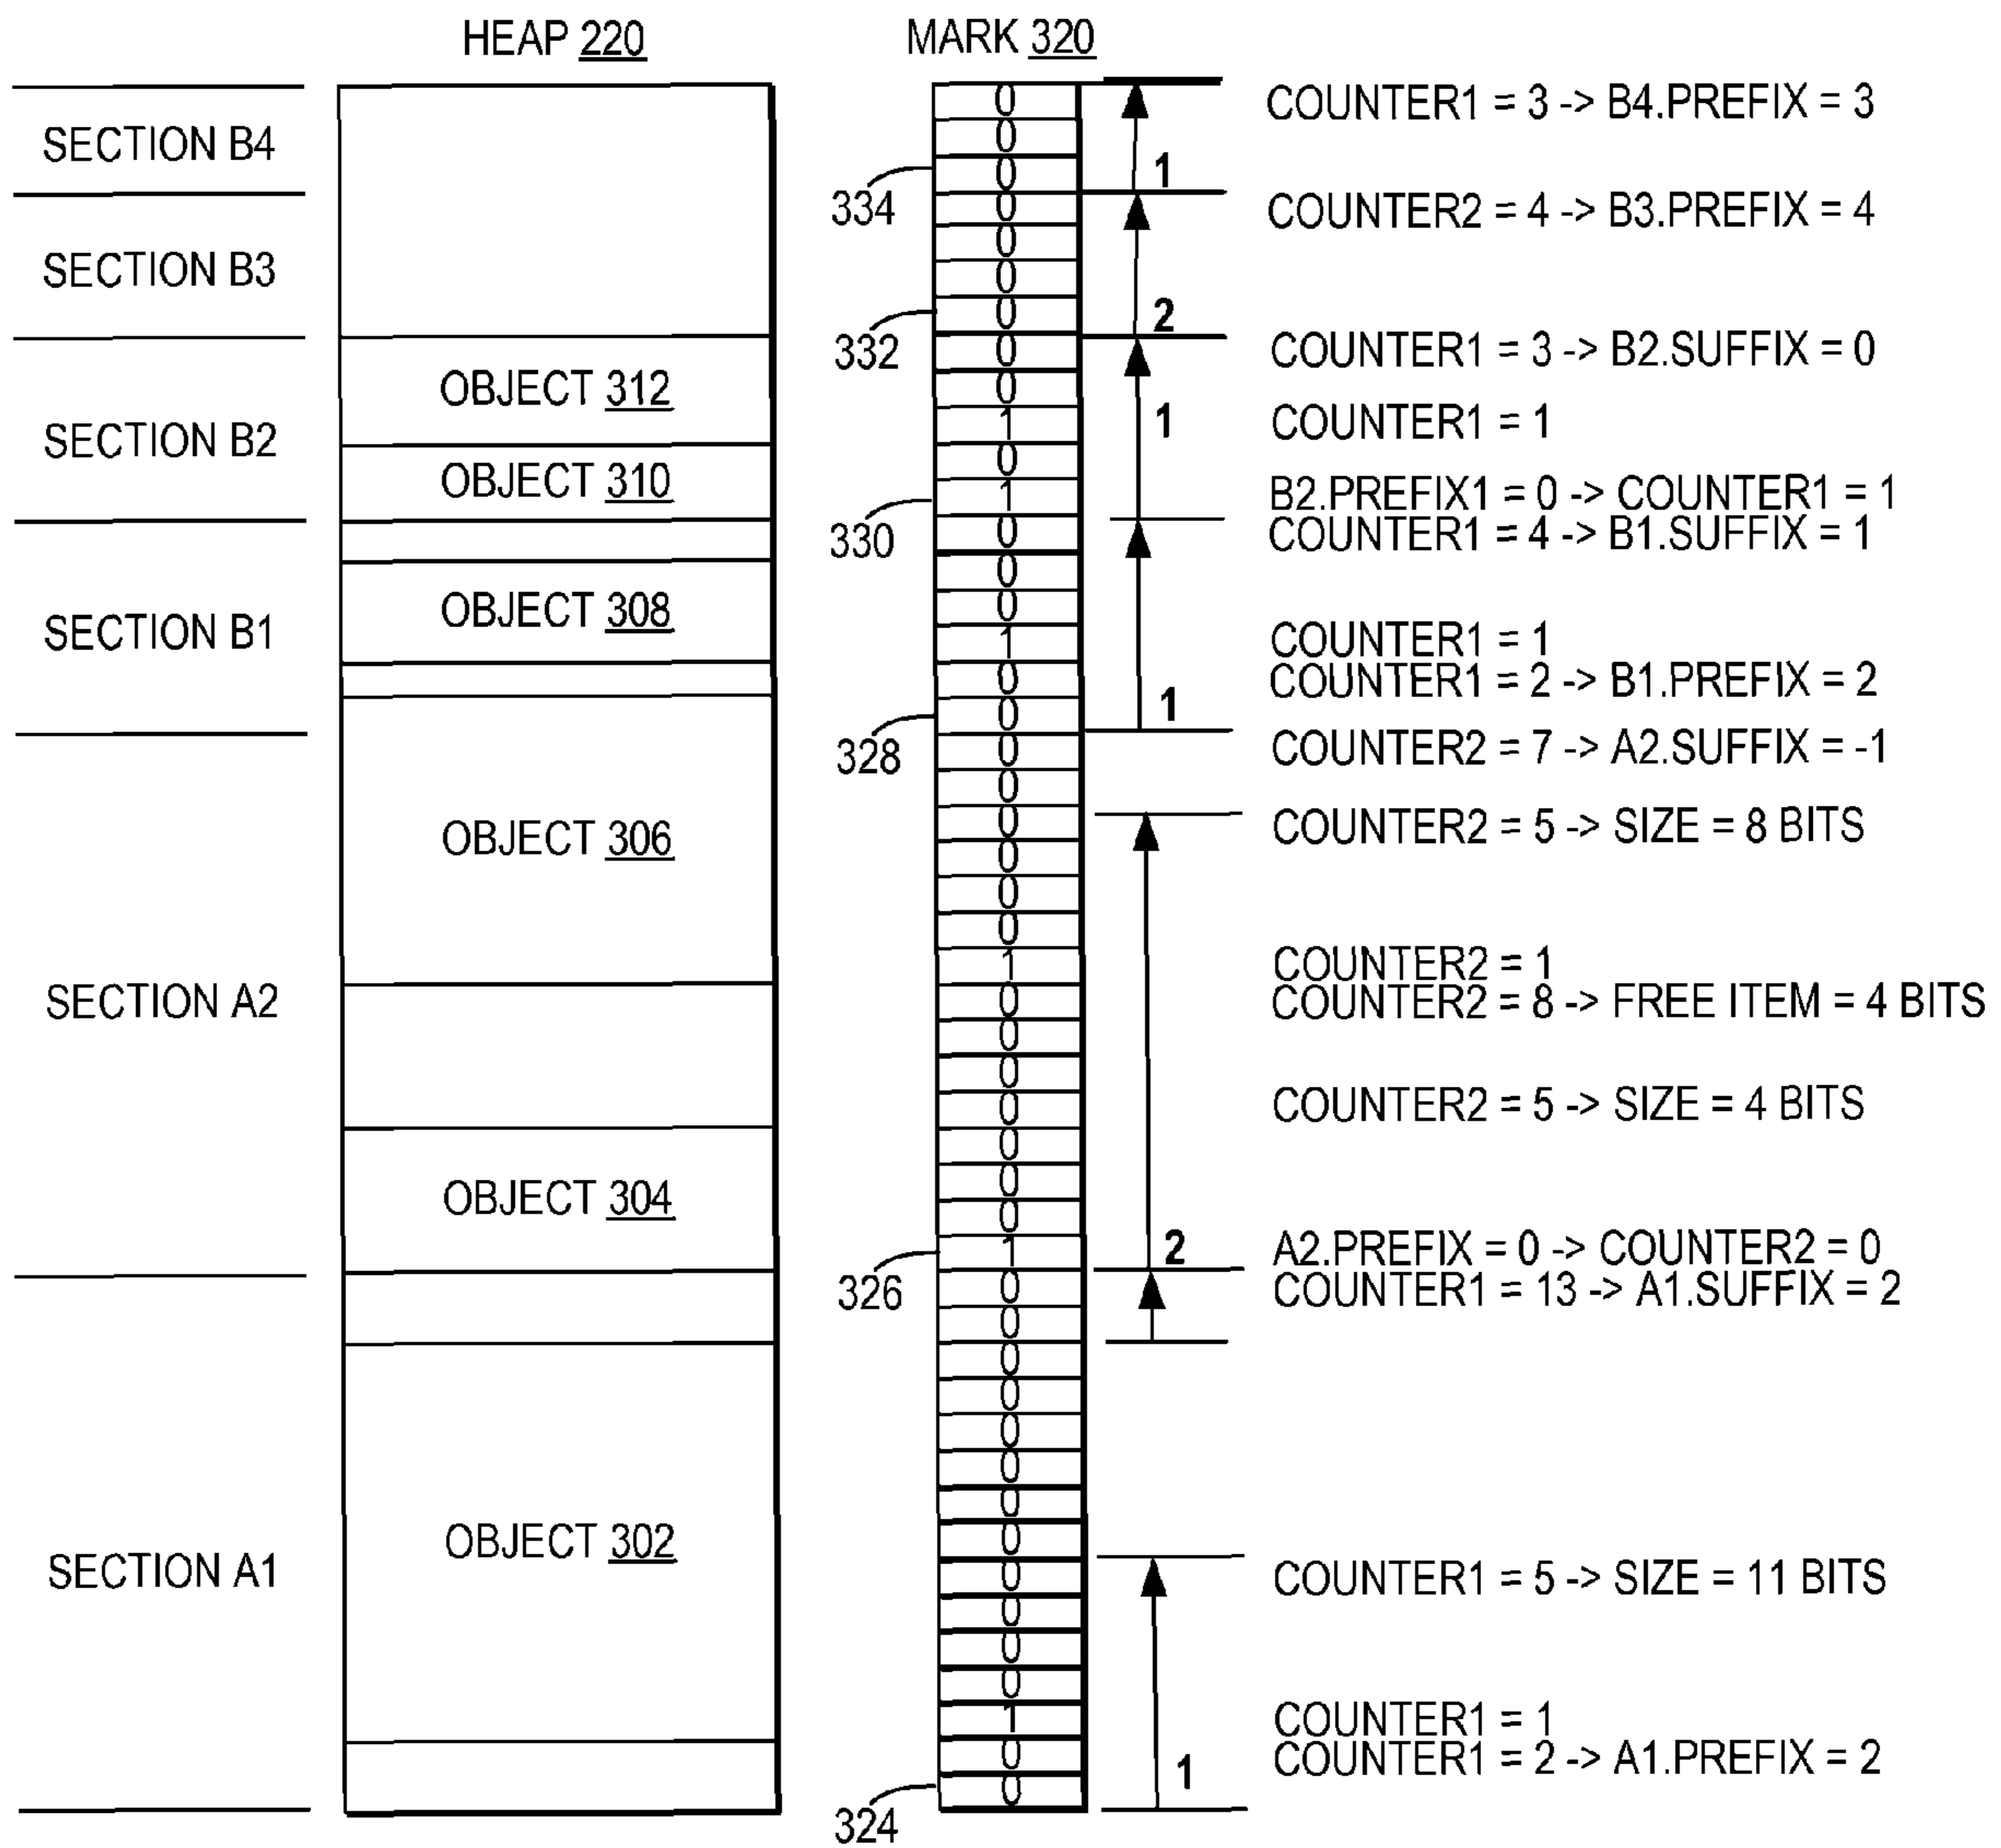 HEAP 220
MARK 320
SECTION B4
SECTION B3
SECTION B2
SECTION B1
SECTION A2
SECTION A1
OBJECT 312
OBJECT 310
OBJECT 308
OBJECT 306
OBJECT 304
OBJECT 302
334
332
330
328
326
324
0
0
0
0
0
0
0
0
0
1
0
1
0
0
0
1
0
0
0
0
0
0
0
0
1
0
0
0
0
0
0
0
1
0
0
0
0
0
0
0
0
0
0
0
0
1
0
0
1
2
1
1
2
1
COUNTER1 = 3 -> B4.PREFIX = 3
COUNTER2 = 4 -> B3.PREFIX = 4
COUNTER1 = 3 -> B2.SUFFIX = 0
COUNTER1 = 1
B2.PREFIX1 = 0 -> COUNTER1 = 1
COUNTER1 = 4 -> B1.SUFFIX = 1
COUNTER1 = 1
COUNTER1 = 2 -> B1.PREFIX = 2
COUNTER2 = 7 -> A2.SUFFIX = -1
COUNTER2 = 5 -> SIZE = 8 BITS
COUNTER2 = 1
COUNTER2 = 8 -> FREE ITEM = 4 BITS
COUNTER2 = 5 -> SIZE = 4 BITS
A2.PREFIX = 0 -> COUNTER2 = 0
COUNTER1 = 13 -> A1.SUFFIX = 2
COUNTER1 = 5 -> SIZE = 11 BITS
COUNTER1 = 1
COUNTER1 = 2 -> A1.PREFIX = 2